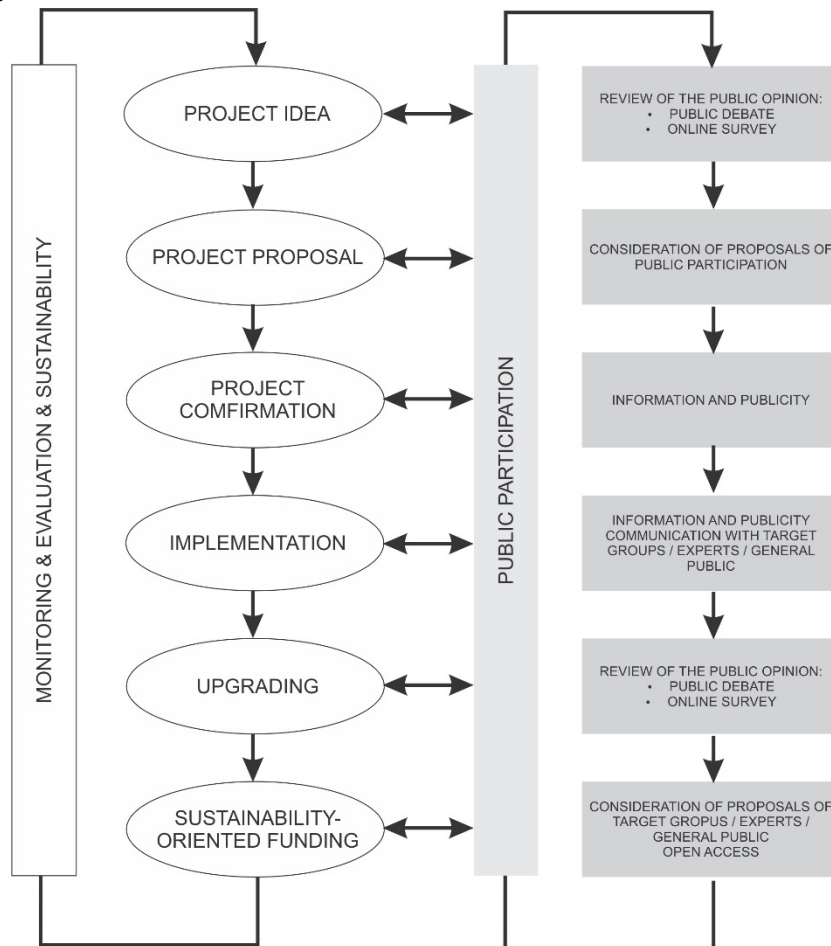 MONITORING & EVALUATION & SUSTAINABILITY
PROJECT IDEA
PROJECT PROPOSAL
PROJECT
COMFIRMATION
IMPLEMENTATION
UPGRADING
SUSTAINABILITY-
ORIENTED FUNDING
PUBLIC PARTICIPATION
REVIEW OF THE PUBLIC OPINION:
• PUBLIC DEBATE
• ONLINE SURVEY
CONSIDERATION OF PROPOSALS OF
PUBLIC PARTICIPATION
INFORMATION AND PUBLICITY
INFORMATION AND PUBLICITY
COMMUNICATION WITH TARGET
GROUPS / EXPERTS / GENERAL
PUBLIC
REVIEW OF THE PUBLIC OPINION:
• PUBLIC DEBATE
• ONLINE SURVEY
CONSIDERATION OF PROPOSALS OF
TARGET GROPUS / EXPERTS /
GENERAL PUBLIC
OPEN ACCESS